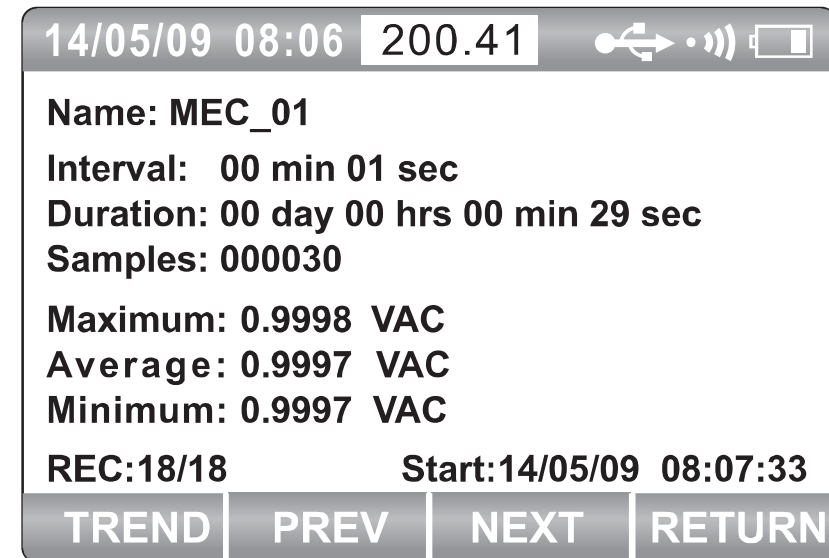 14/05/09 08:06 200.41
Name: MEC_01
Interval: 00 min 01 sec
Duration: 00 day 00 hrs 00 min 29 sec
Samples: 000030
Maximum: 0.9998 VAC
Average: 0.9997 VAC
Minimum: 0.9997 VAC
REC:18/18 Start:14/05/09 08:07:33
TREND PREV NEXT RETURN